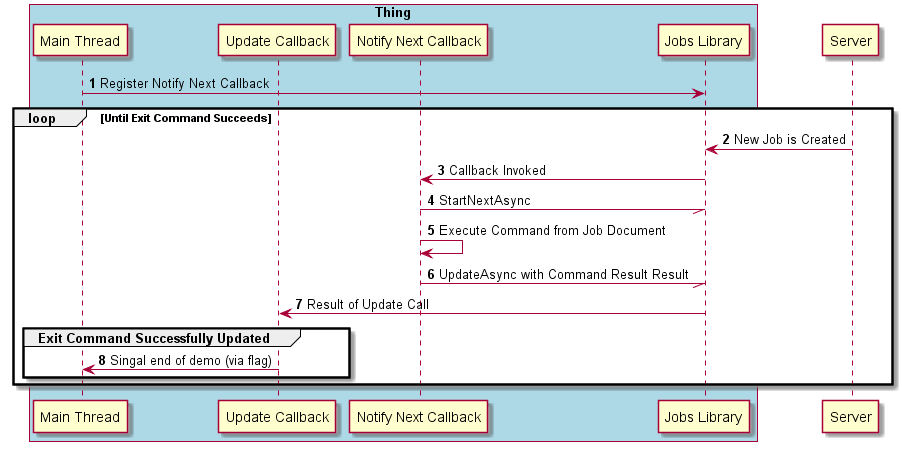 Thing
Main Thread
Update Callback
Notify Next Callback
Jobs Library
Server
1 Register Notify Next Callback
loop [Until Exit Command Succeeds]
2 New Job is Created
3 Callback Invoked
4 StartNextAsync
5 Execute Command from Job Document
6 UpdateAsync with Command Result Result
7 Result of Update Call
Exit Command Successfully Updated
8 Singal end of demo (via flag)
Main Thread
Update Callback
Notify Next Callback
Jobs Library
Server